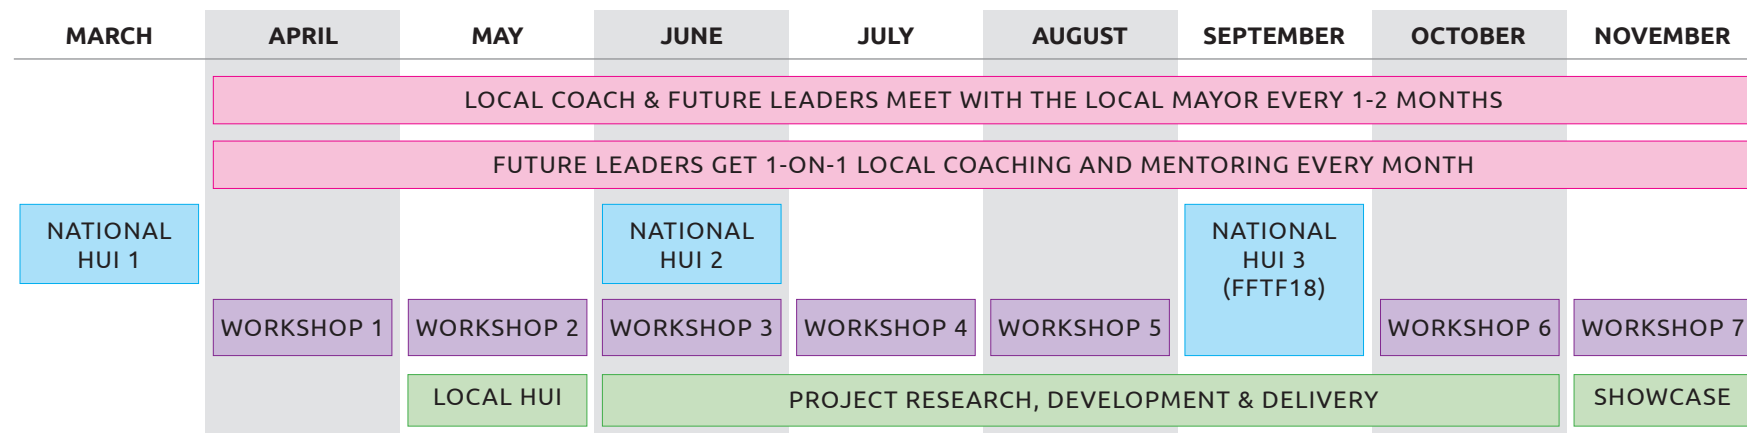 MARCH APRIL MAY JUNE JULY AUGUST SEPTEMBER OCTOBER NOVEMBER
LOCAL COACH & FUTURE LEADERS MEET WITH THE LOCAL MAYOR EVERY 1-2 MONTHS
FUTURE LEADERS GET 1-ON-1 LOCAL COACHING AND MENTORING EVERY MONTH
NATIONAL
HUI 1
NATIONAL
HUI 2
NATIONAL
HUI 3
(FFTF18)
WORKSHOP 1 WORKSHOP 2 WORKSHOP 3 WORKSHOP 4 WORKSHOP 5 WORKSHOP 6 WORKSHOP 7
LOCAL HUI PROJECT RESEARCH, DEVELOPMENT & DELIVERY SHOWCASE